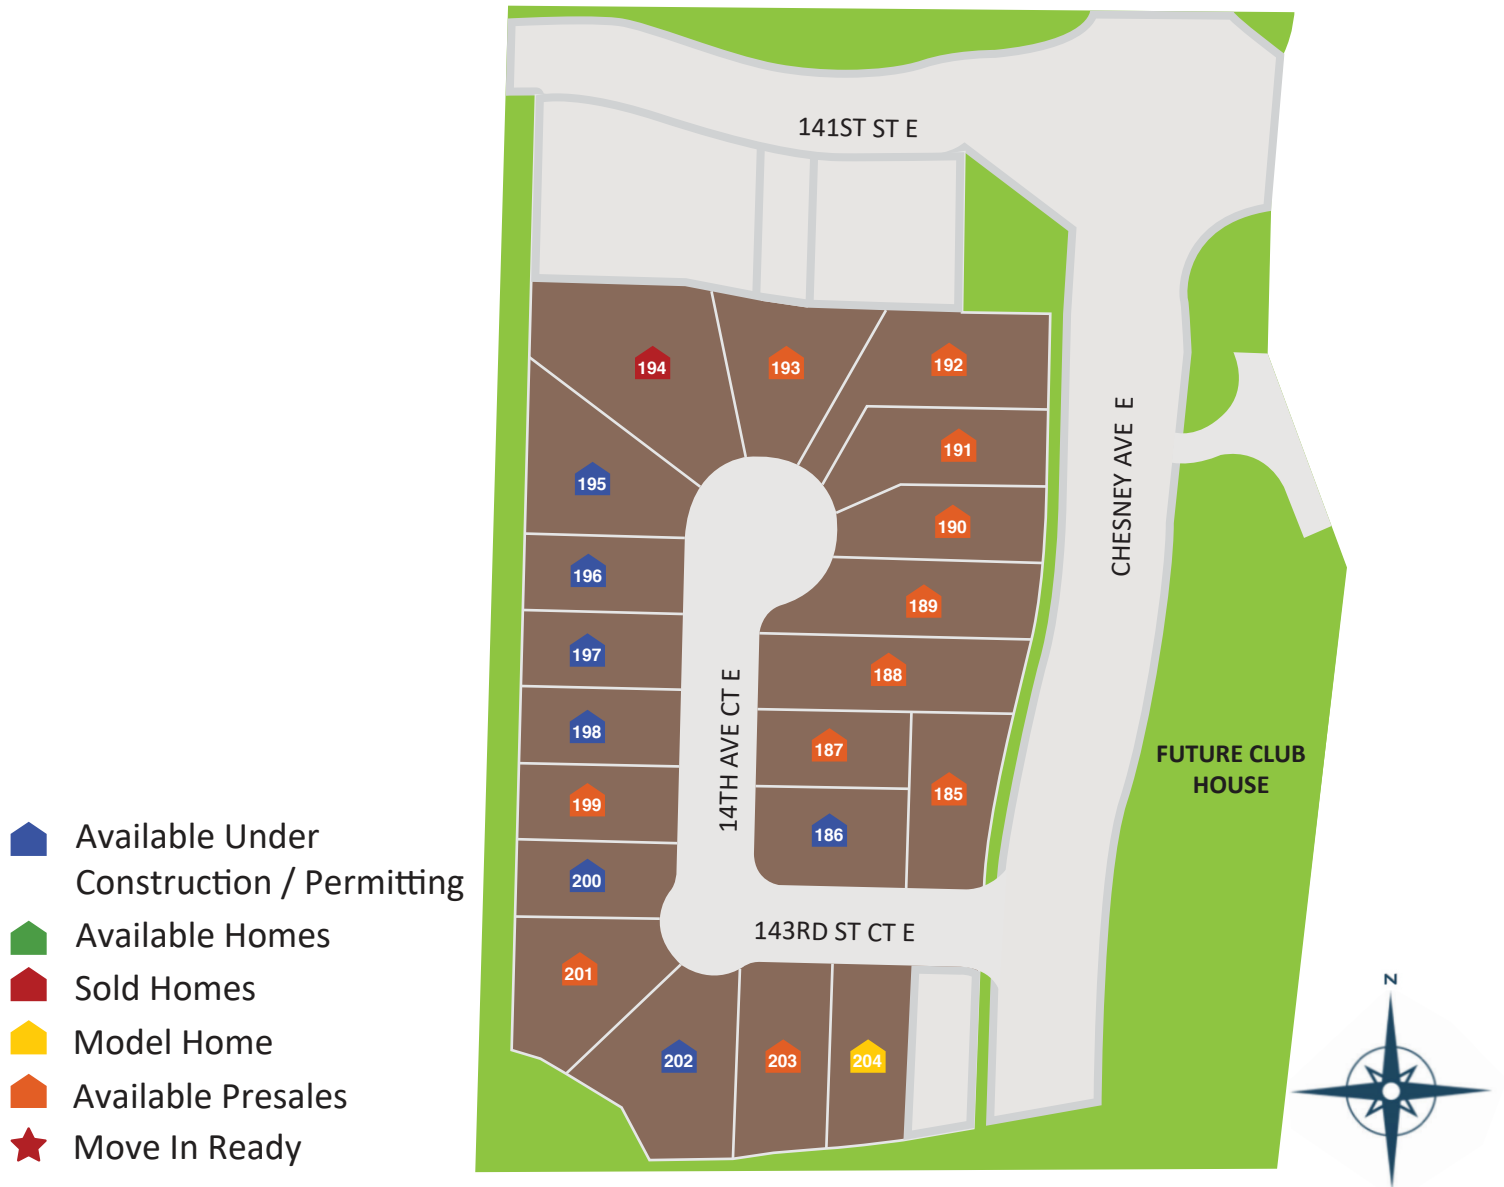 141ST ST E
194
193
192
191
195
190
196
189
197
188
198
187
199
185
186
200
201
202
203
204
CHESNEY AVE E
14TH AVE CT E
143RD ST CT E
FUTURE CLUB
HOUSE
Available Under
Construction / Permitting
Available Homes
Sold Homes
Model Home
Available Presales
Move In Ready
N